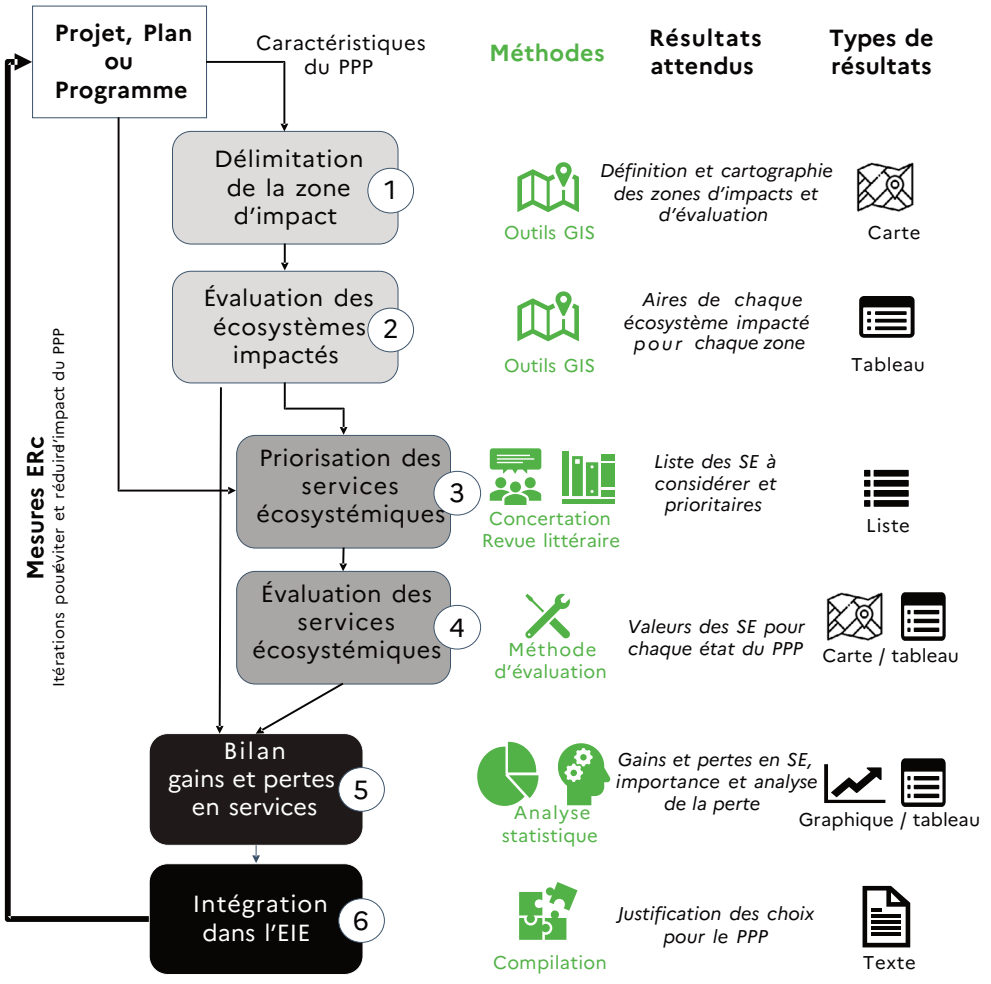 Projet, Plan
ou
Programme
Caractéristiques
du PPP
Méthodes
Résultats
attendus
Types de
résultats
Délimitation
de la zone
d'impact
1
Outils GIS
Définition et cartographie
des zones d'impacts et
d'évaluation
Carte
Évaluation des
écosystèmes
impactés
2
Outils GIS
Aires de chaque
écosystème impacté
pour chaque zone
Tableau
Mesures ERc
Itérations pouréviter et réduired'impact du PPP
Priorisation des
services
écosystémiques
3
Concertation
Revue littéraire
Liste des SE à
considérer et
prioritaires
Liste
Évaluation des
services
écosystémiques
4
Méthode
d'évaluation
Valeurs des SE pour
chaque état du PPP
Carte / tableau
Bilan
gains et pertes
en services
5
Analyse
statistique
Gains et pertes en SE,
importance et analyse
de la perte
Graphique / tableau
Intégration
dans l'EIE
6
Compilation
Justification des choix
pour le PPP
Texte